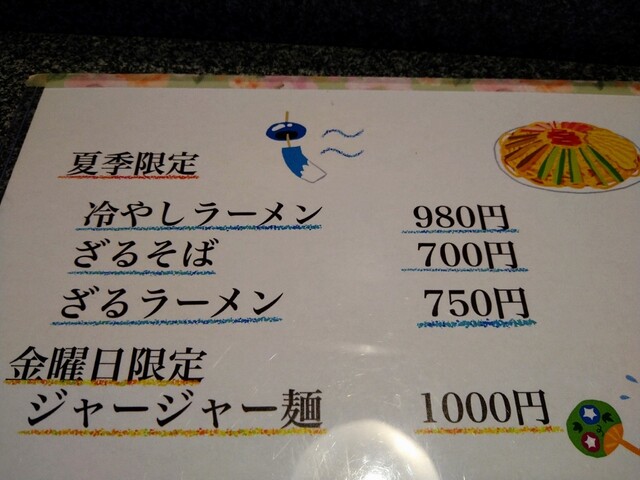 夏季限定
冷やしラーメン 980円
ざるそば 700円
ざるラーメン 750円
金曜日限定
ジャージャー麺 1000円